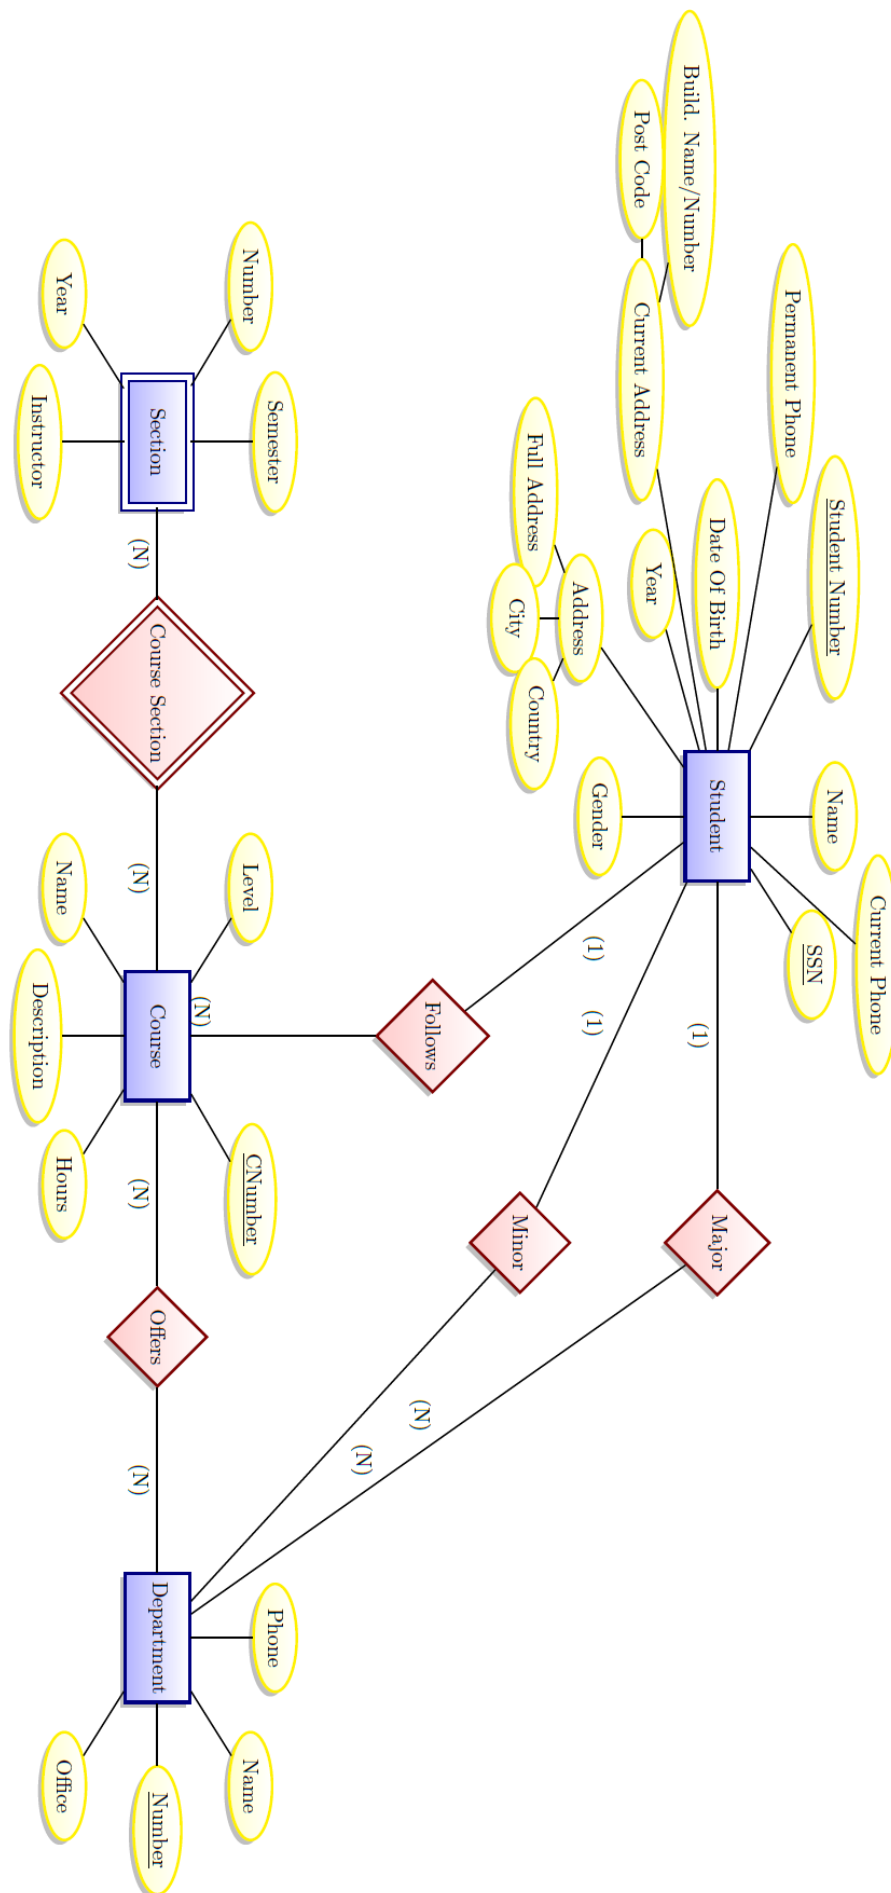 Current Phone
Student Number
Name
SSN
Permanent Phone
Date Of Birth
Student
Major
(1)
Build. Name/Number
Year
Post Code
Current Address
Gender
(1)
(1)
Address
Full Address
Country
City
Minor
Follows
(N)
(N)
Semester
Phone
Number
Level
CNumber
Name
(N)
Section
Course Section
Course
Offers
Department
Number
(N)
(N)
(N)
(N)
Year
Name
Hours
Office
Instructor
Description